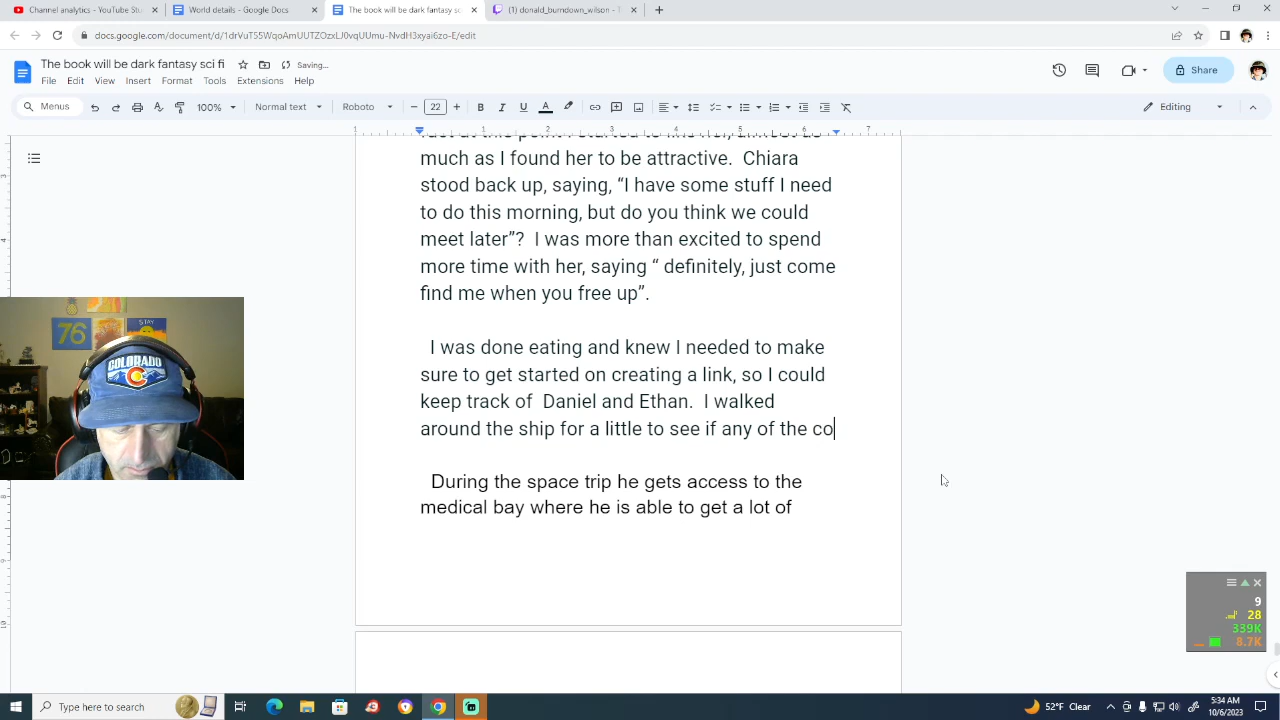 Channel analytics - YouTube Stu
World details - Google Docs
The book will be dark fantasy sc
(1) donald_burndown_wilson - T
docs.google.com/document/d/1drVuTS5WqoAmUUTZOzxLJ0vqUUmu-NvdH3xyai6zo-E/edit
The book will be dark fantasy sci fi
Saving...
File Edit View Insert Format Tools Extensions Help
Share
Menus
100%
Normal text
Roboto
22
Editing
1 1 2 3 4 5 6 7
much as I found her to be attractive.  Chiara
stood back up, saying, “I have some stuff I need
to do this morning, but do you think we could
meet later”?  I was more than excited to spend
more time with her, saying “ definitely, just come
find me when you free up”.
I was done eating and knew I needed to make
sure to get started on creating a link, so I could
keep track of  Daniel and Ethan.  I walked
around the ship for a little to see if any of the co
During the space trip he gets access to the
medical bay where he is able to get a lot of
76
STAY
COLORADO
9
28
339K
8.7K
Type here to search
52°F Clear
5:34 AM
10/6/2023